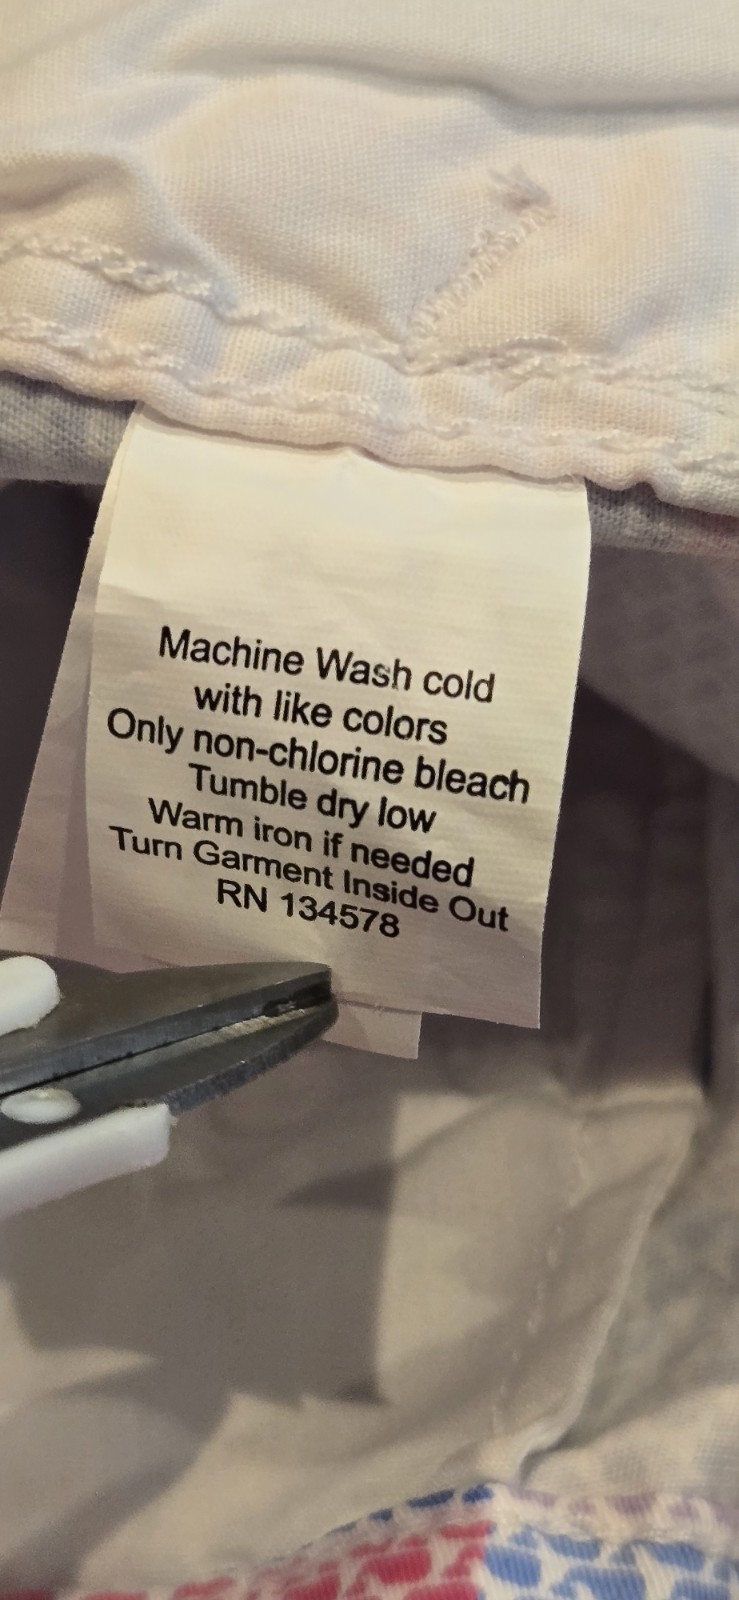 Machine Wash cold
with like colors
Only non-chlorine bleach
Tumble dry low
Warm iron if needed
Turn Garment Inside Out
RN 134578